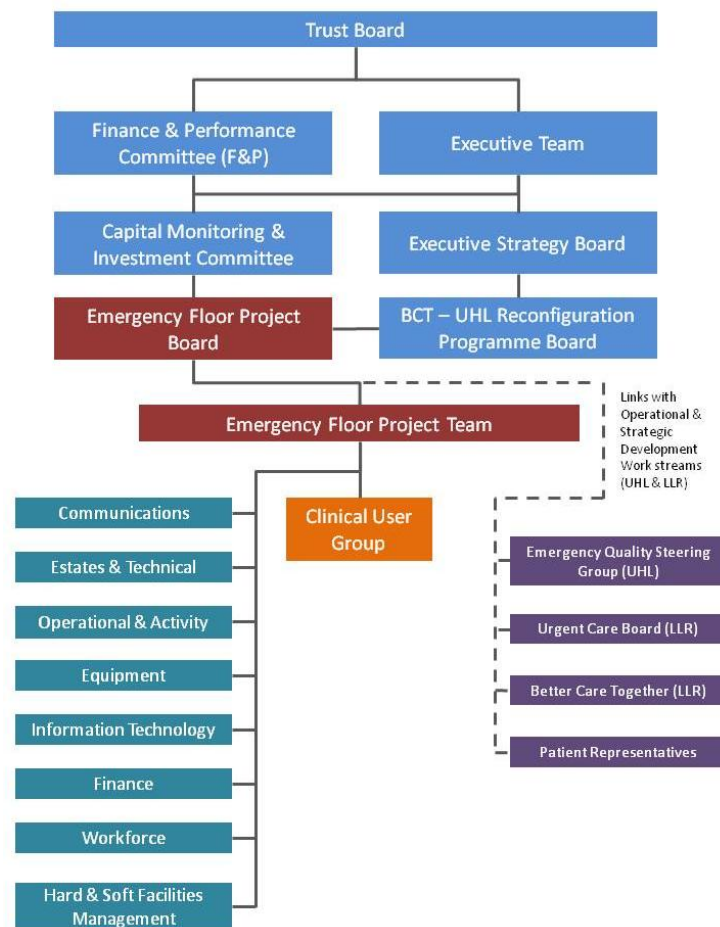 Trust Board
Finance & Performance
Committee (F&P)
Executive Team
Capital Monitoring &
Investment Committee
Executive Strategy Board
Emergency Floor Project
Board
BCT – UHL Reconfiguration
Programme Board
Links with
Operational &
Strategic
Development
Work streams
(UHL & LLR)
Emergency Floor Project Team
Clinical User
Group
Communications
Estates & Technical
Operational & Activity
Equipment
Information Technology
Finance
Workforce
Hard & Soft Facilities
Management
Emergency Quality Steering
Group (UHL)
Urgent Care Board (LLR)
Better Care Together (LLR)
Patient Representatives